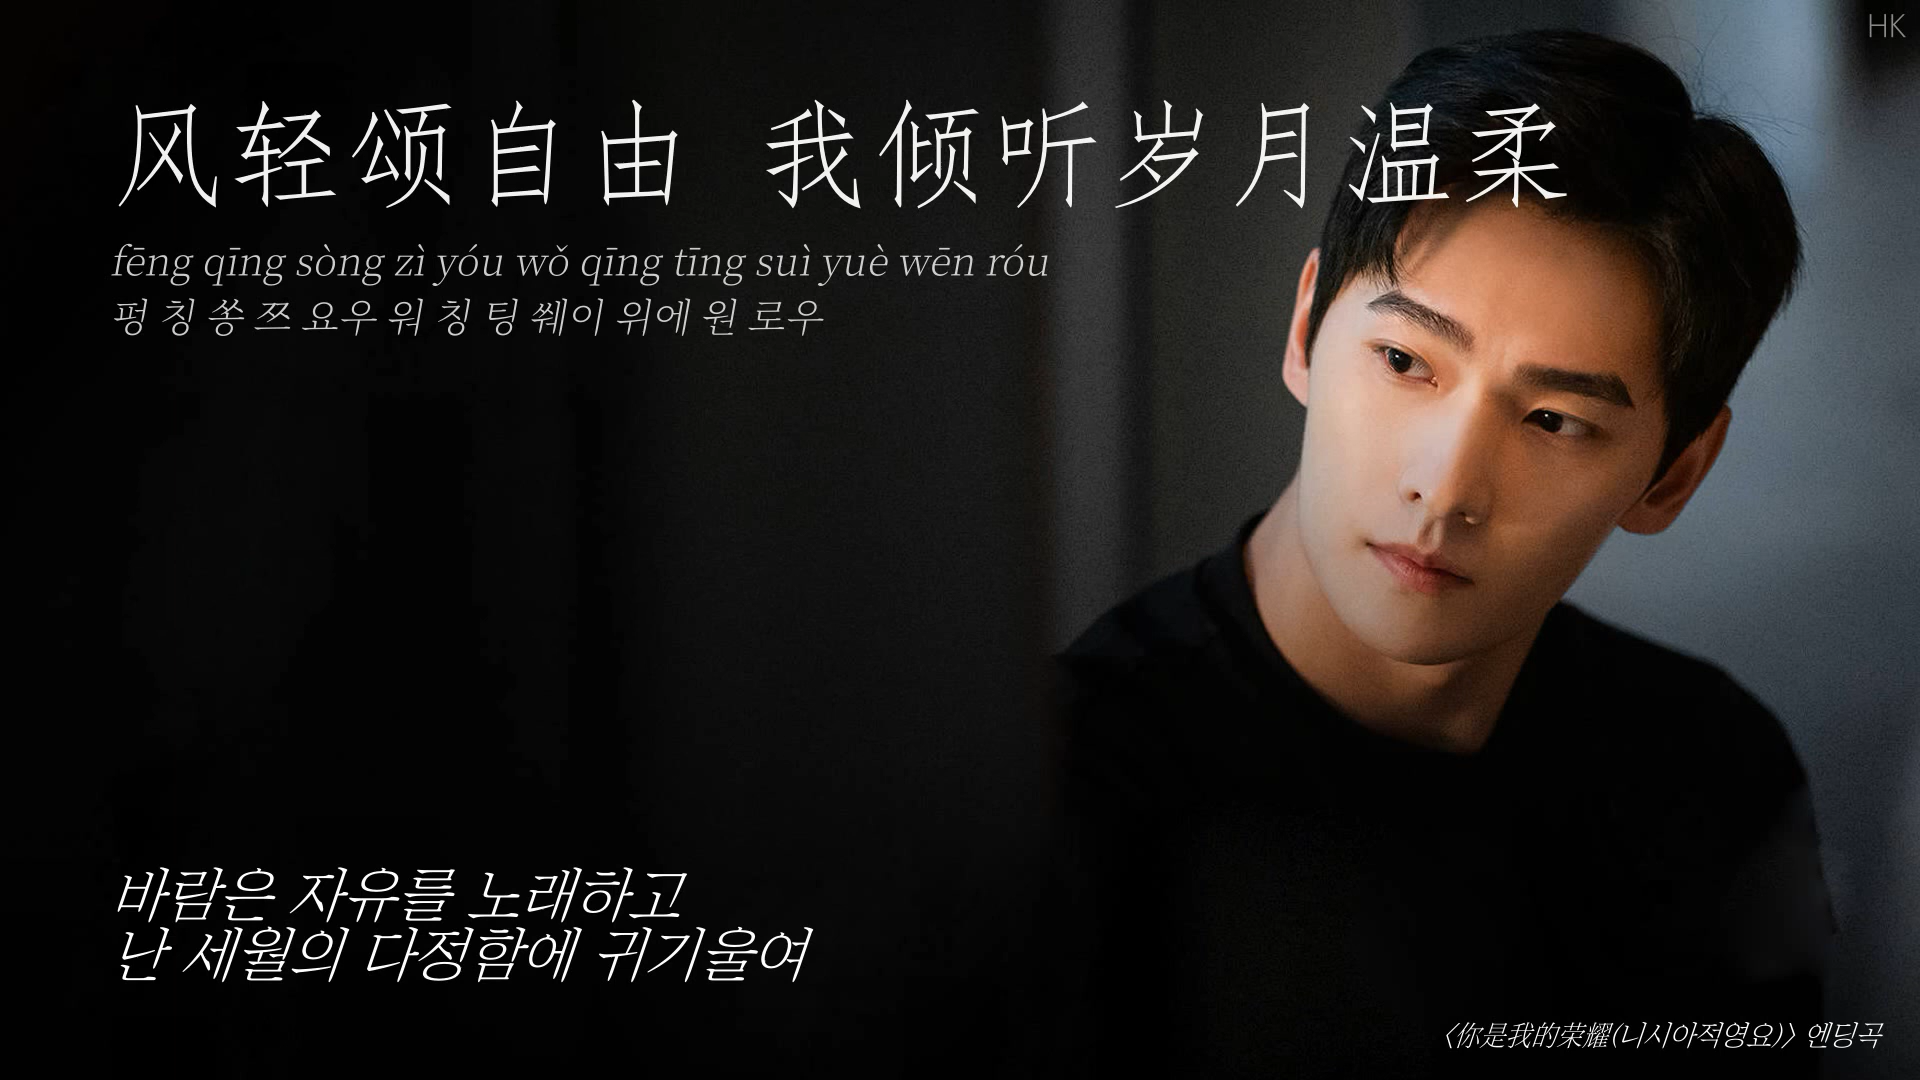 HK
风轻颂自由 我倾听岁月温柔
fēng qīng sòng zì yóu wǒ qīng tīng suì yuè wēn róu
펑 칭 쏭 쯔 요우 워 칭 팅 쒜이 위에 원 로우
바람은 자유를 노래하고
난 세월의 다정함에 귀기울여
〈你是我的荣耀(니시아적영요)〉 엔딩곡